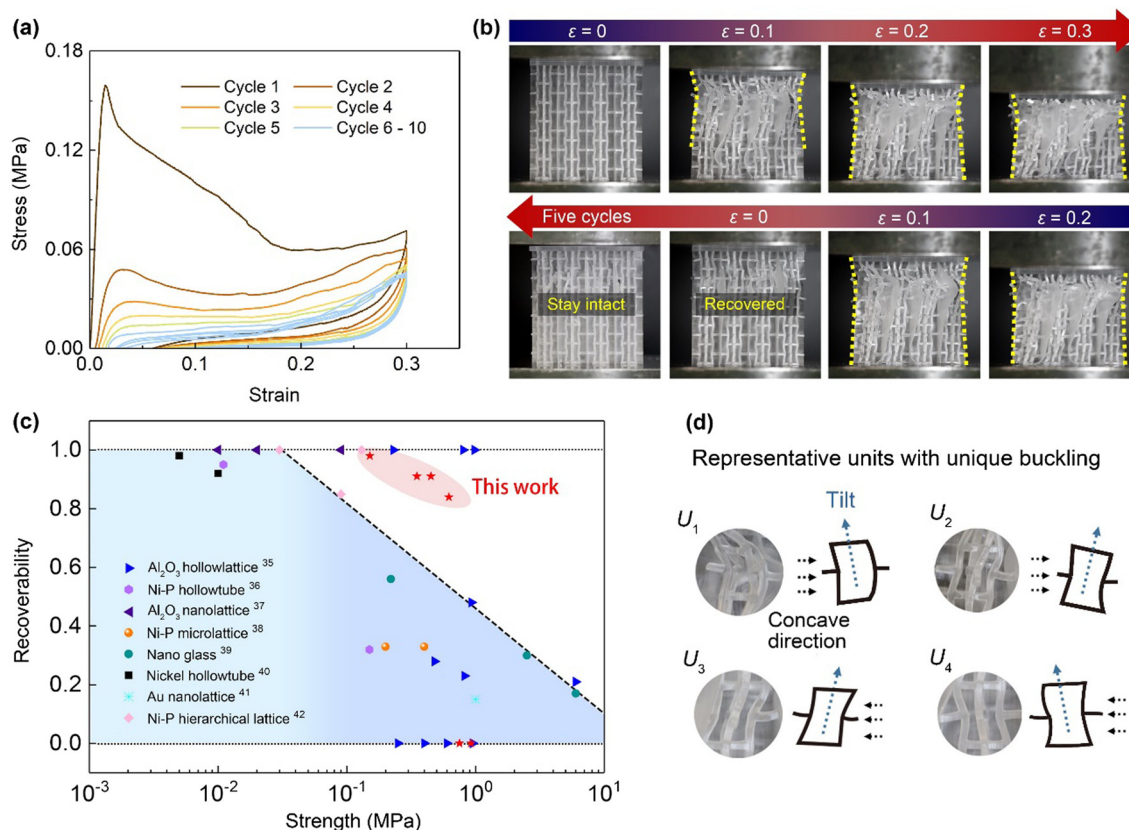 (a)
0.18
0.12
0.06
0.00
Stress (MPa)
Cycle 1
Cycle 2
Cycle 3
Cycle 4
Cycle 5
Cycle 6 - 10
0.0
0.1
0.2
0.3
Strain
(b)
ε = 0
ε = 0.1
ε = 0.2
ε = 0.3
Five cycles
ε = 0
ε = 0.1
ε = 0.2
Stay intact
Recovered
(c)
1.0
0.8
0.6
0.4
0.2
0.0
Recoverability
This work
Al₂O₃ hollowlattice ³⁵
Ni-P hollowtube ³⁶
Al₂O₃ nanolattice ³⁷
Ni-P microlattice ³⁸
Nano glass ³⁹
Nickel hollowtube ⁴⁰
Au nanolattice ⁴¹
Ni-P hierarchical lattice ⁴²
10⁻³
10⁻²
10⁻¹
10⁰
10¹
Strength (MPa)
(d)
Representative units with unique buckling
U₁
Tilt
U₂
Concave
direction
U₃
U₄